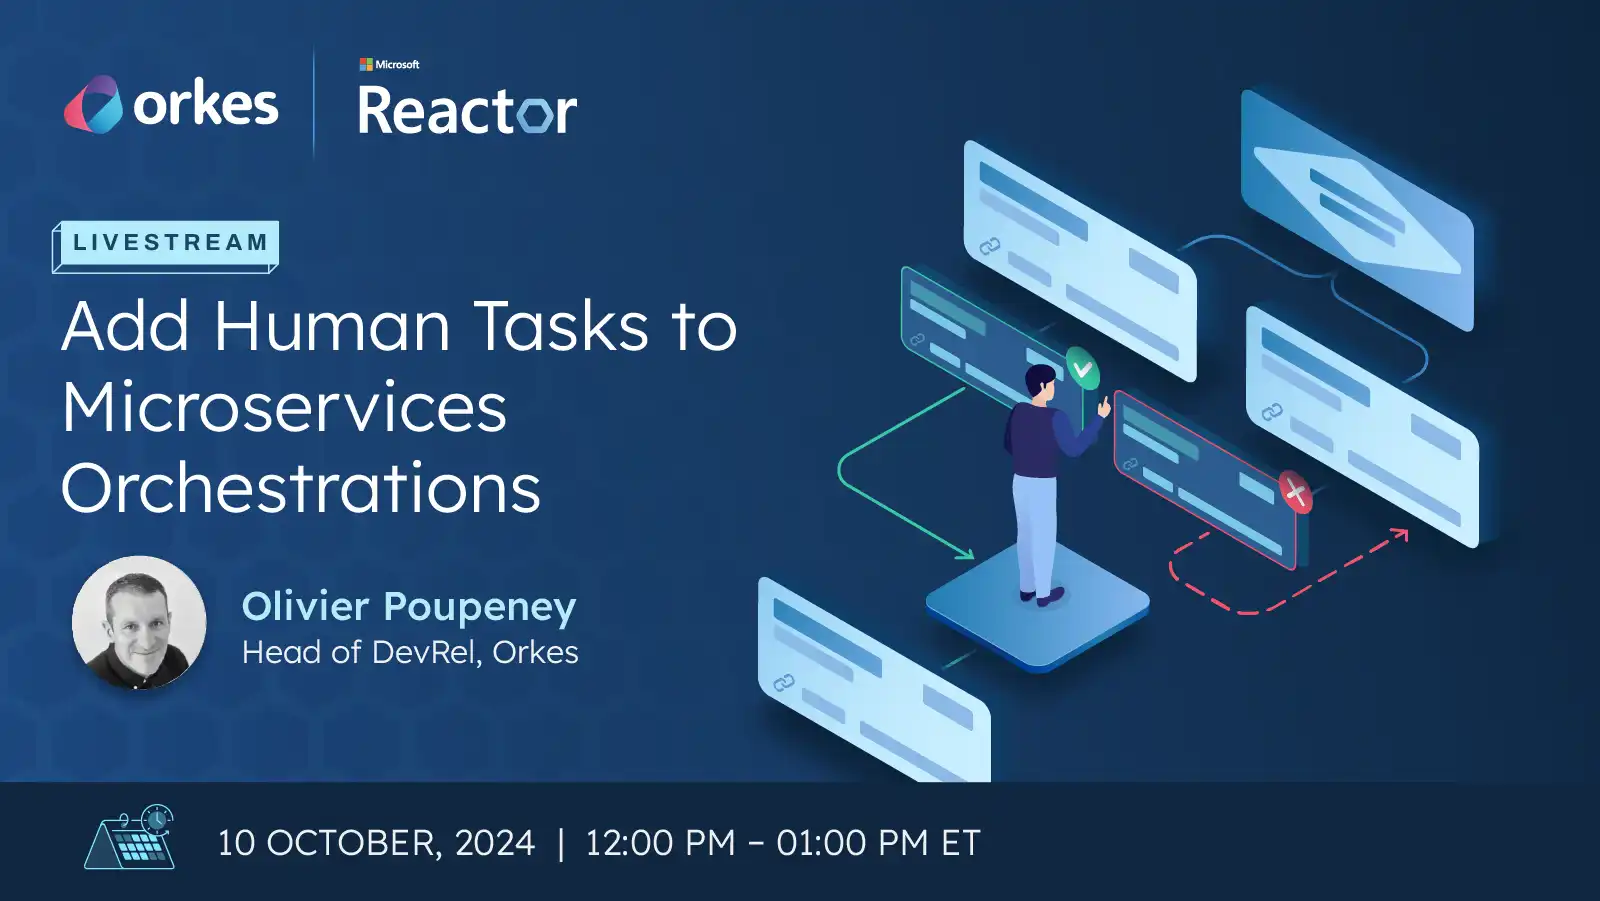 orkes
Microsoft
Reactor
LIVESTREAM
Add Human Tasks to
Microservices
Orchestrations
Olivier Poupeney
Head of DevRel, Orkes
10 OCTOBER, 2024 | 12:00 PM – 01:00 PM ET